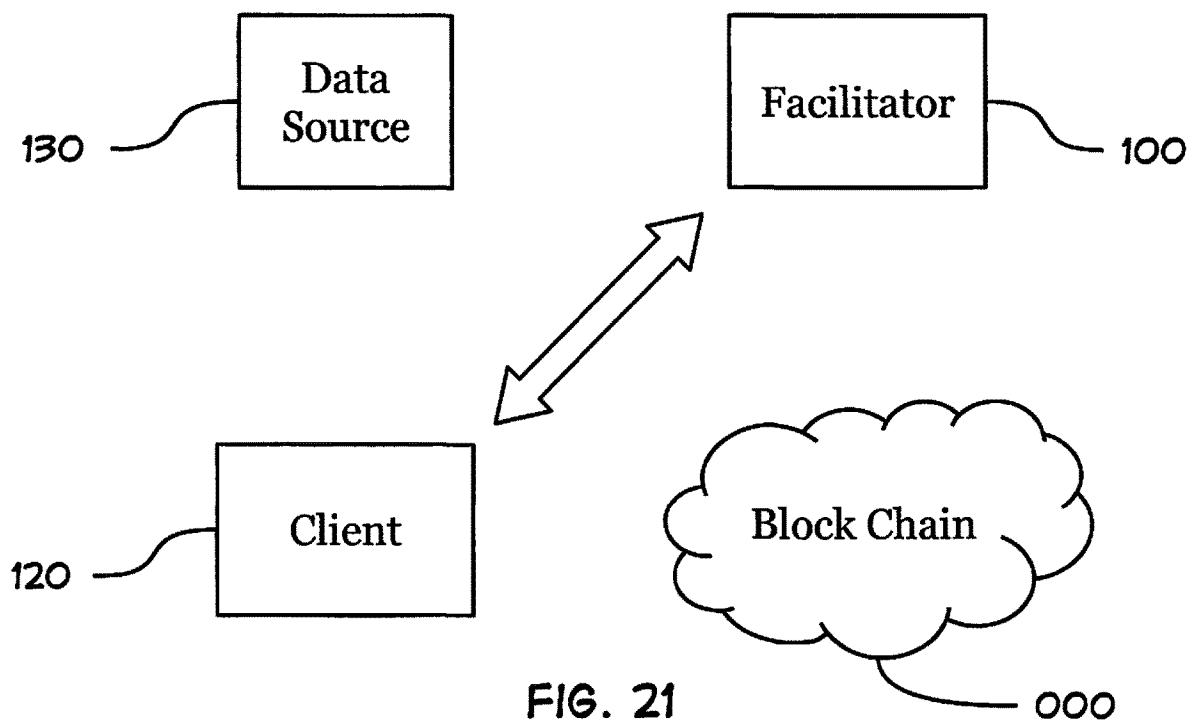 Data
Source
130
Facilitator
100
Client
120
Block Chain
000
FIG. 21